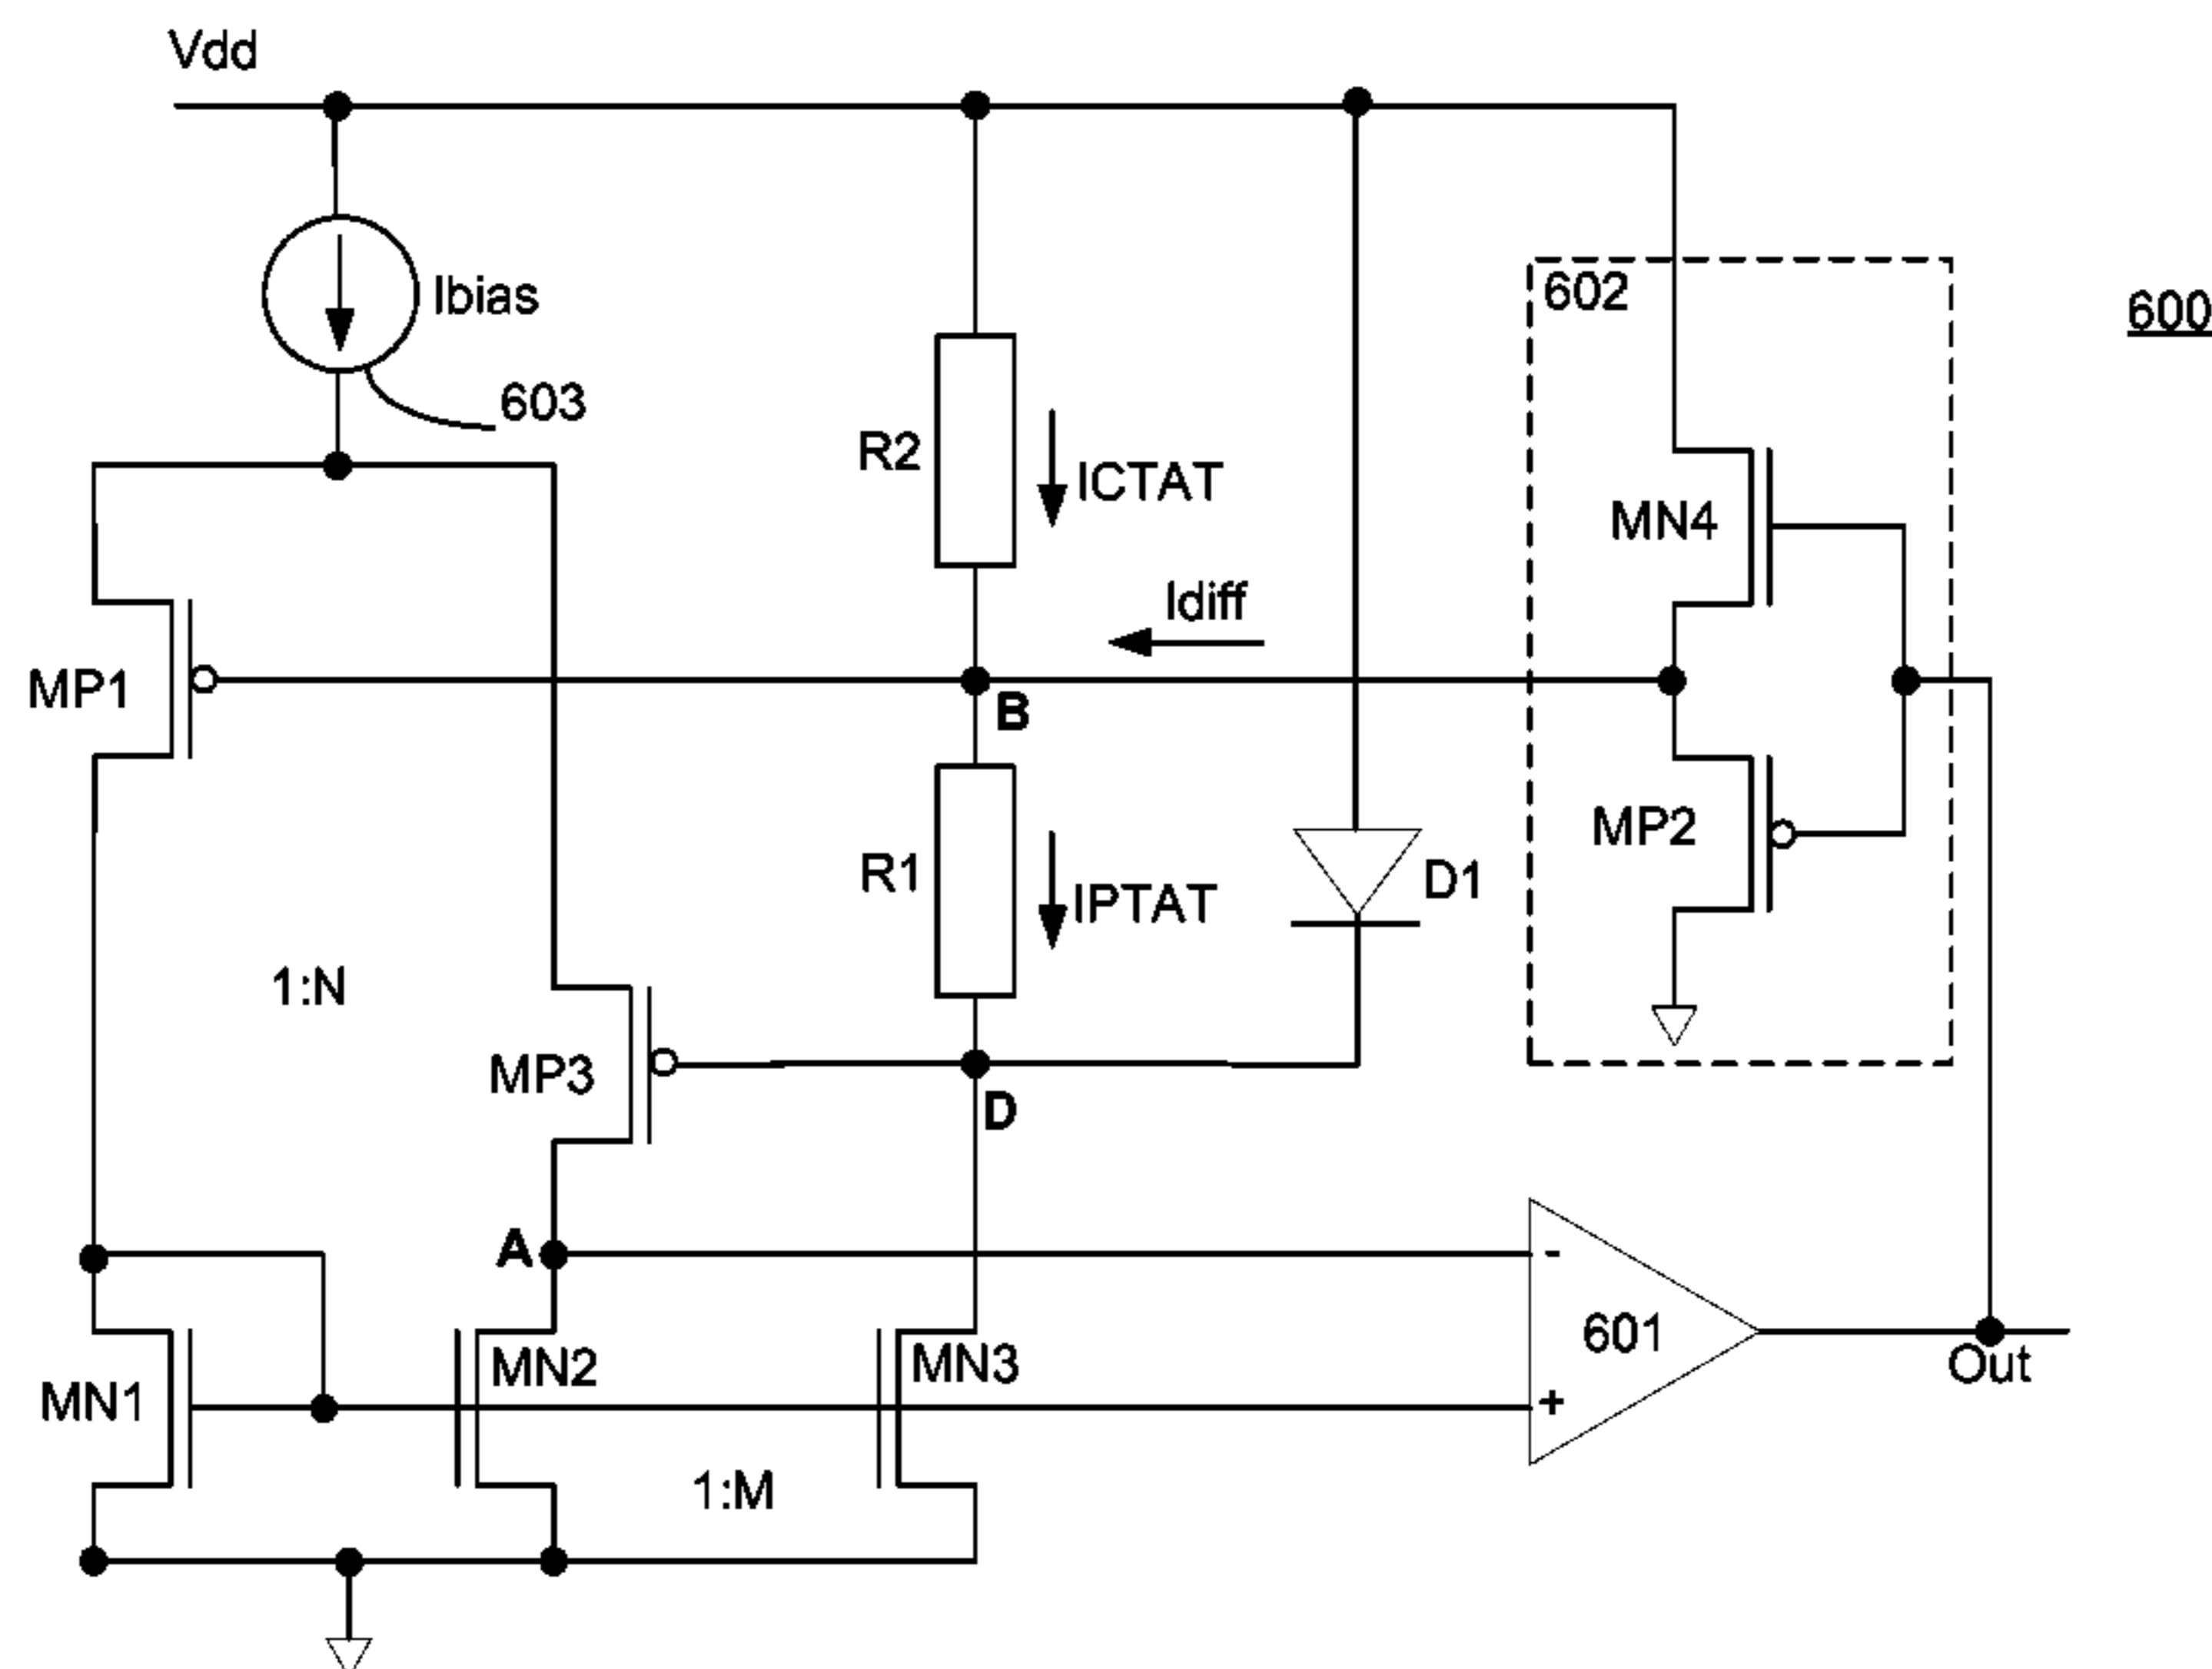 Vdd
Ibias
603
602
600
R2
ICTAT
MN4
Idiff
MP1
B
MP2
R1
IPTAT
D1
1:N
MP3
D
A
-
601
MN1
MN2
MN3
+
Out
1:M